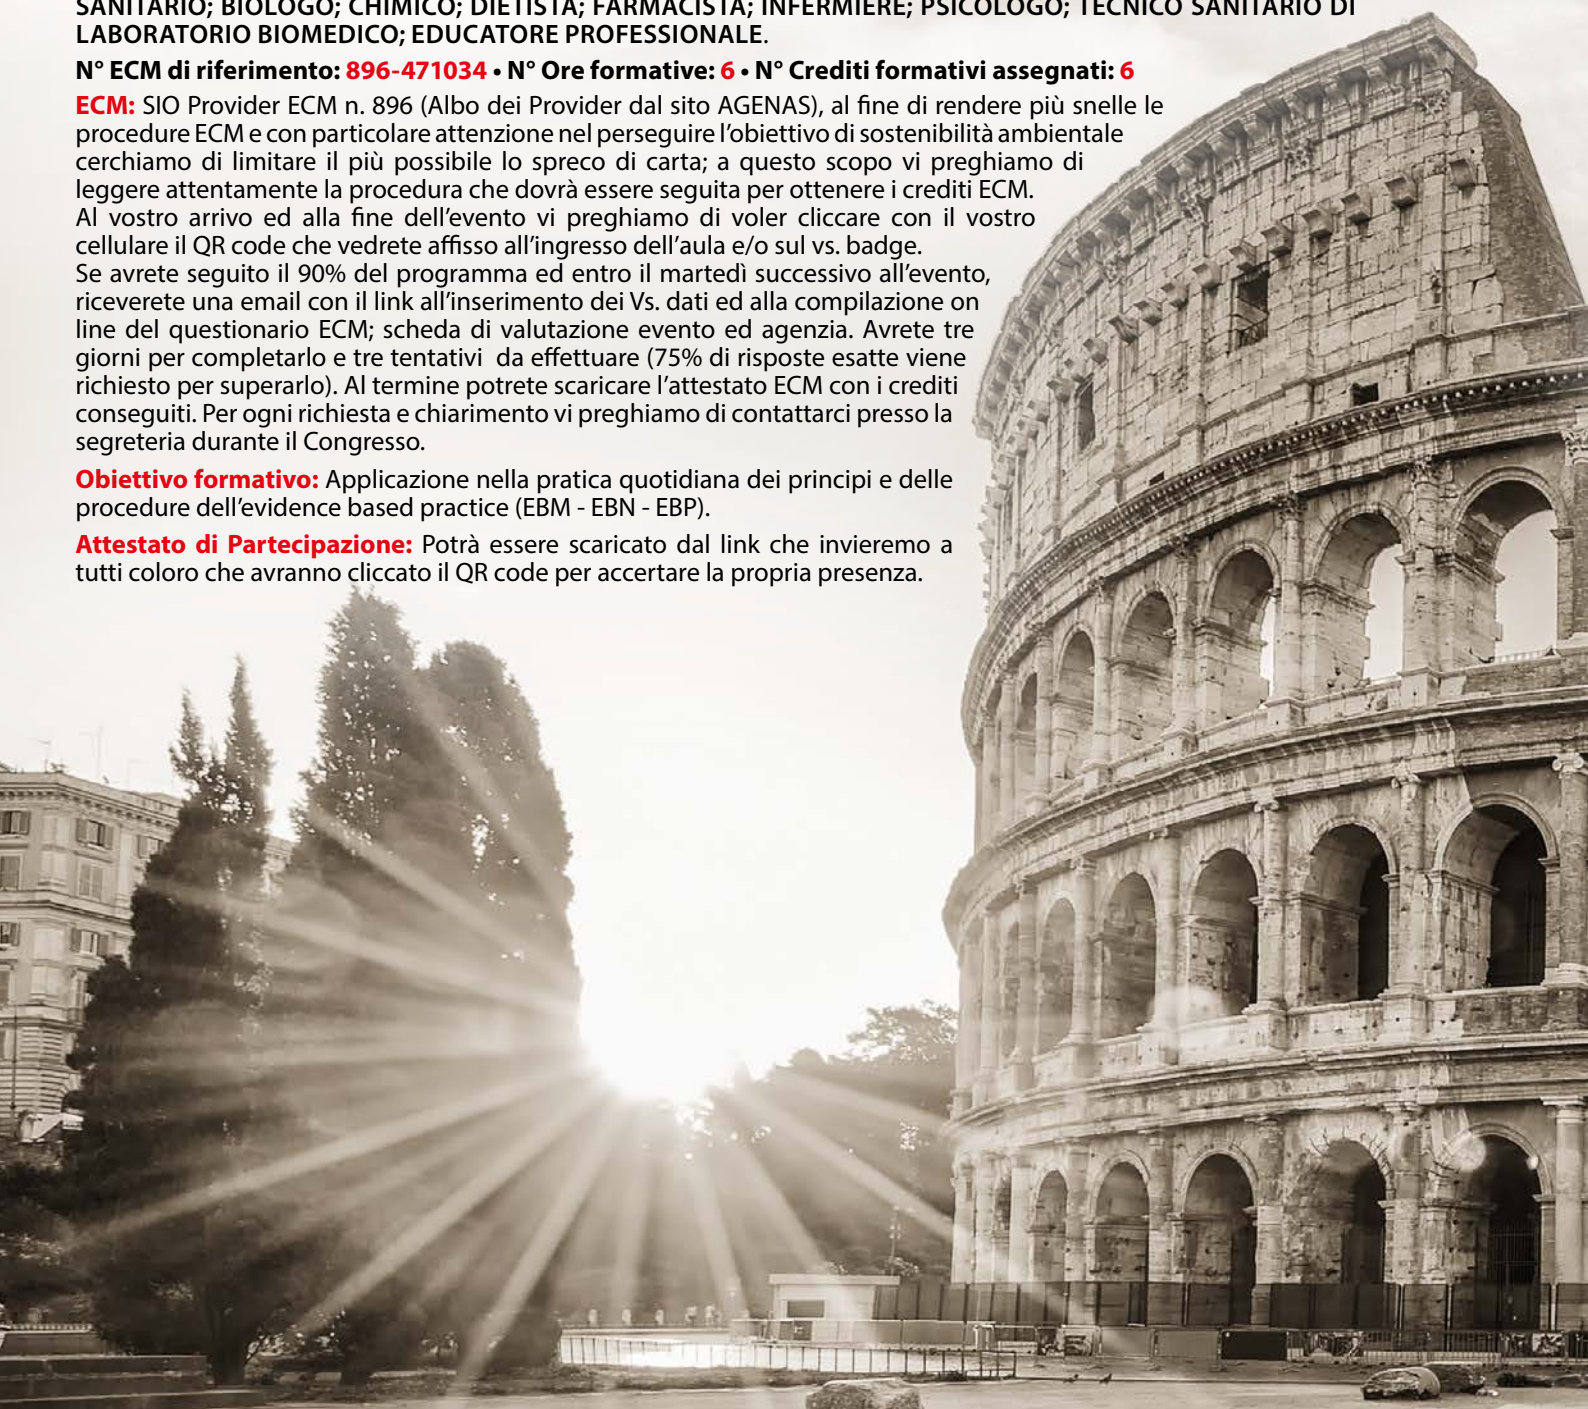 SANITARIO; BIOLOGO; CHIMICO; DIETISTA; FARMACISTA; INFERMIERE; PSICOLOGO; TECNICO SANITARIO DI
LABORATORIO BIOMEDICO; EDUCATORE PROFESSIONALE.
N° ECM di riferimento: 896-471034 • N° Ore formative: 6 • N° Crediti formativi assegnati: 6
ECM: SIO Provider ECM n. 896 (Albo dei Provider dal sito AGENAS), al fine di rendere più snelle le
procedure ECM e con particolare attenzione nel perseguire l’obiettivo di sostenibilità ambientale
cerchiamo di limitare il più possibile lo spreco di carta; a questo scopo vi preghiamo di
leggere attentamente la procedura che dovrà essere seguita per ottenere i crediti ECM.
Al vostro arrivo ed alla fine dell’evento vi preghiamo di voler cliccare con il vostro
cellulare il QR code che vedrete affisso all’ingresso dell’aula e/o sul vs. badge.
Se avrete seguito il 90% del programma ed entro il martedì successivo all’evento,
riceverete una email con il link all’inserimento dei Vs. dati ed alla compilazione on
line del questionario ECM; scheda di valutazione evento ed agenzia. Avrete tre
giorni per completarlo e tre tentativi da effettuare (75% di risposte esatte viene
richiesto per superarlo). Al termine potrete scaricare l’attestato ECM con i crediti
conseguiti. Per ogni richiesta e chiarimento vi preghiamo di contattarci presso la
segreteria durante il Congresso.
Obiettivo formativo: Applicazione nella pratica quotidiana dei principi e delle
procedure dell’evidence based practice (EBM - EBN - EBP).
Attestato di Partecipazione: Potrà essere scaricato dal link che invieremo a
tutti coloro che avranno cliccato il QR code per accertare la propria presenza.